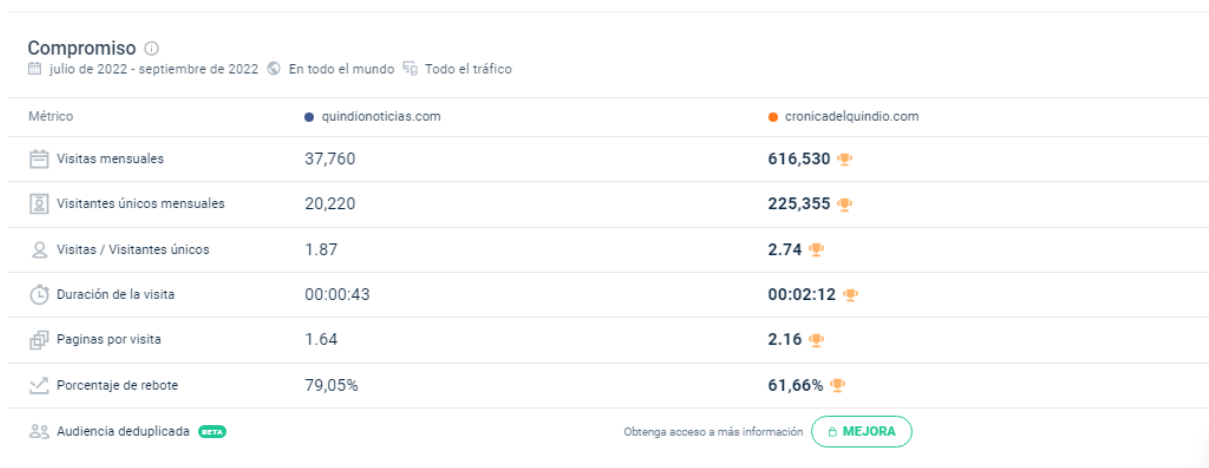 Compromiso
julio de 2022 - septiembre de 2022 En todo el mundo Todo el tráfico
Métrico quindionoticias.com cronicadelquindio.com
Visitas mensuales 37,760 616,530
Visitantes únicos mensuales 20,220 225,355
Visitas / Visitantes únicos 1.87 2.74
Duración de la visita 00:00:43 00:02:12
Paginas por visita 1.64 2.16
Porcentaje de rebote 79,05% 61,66%
Audiencia deduplicada BETA Obtenga acceso a más información MEJORA